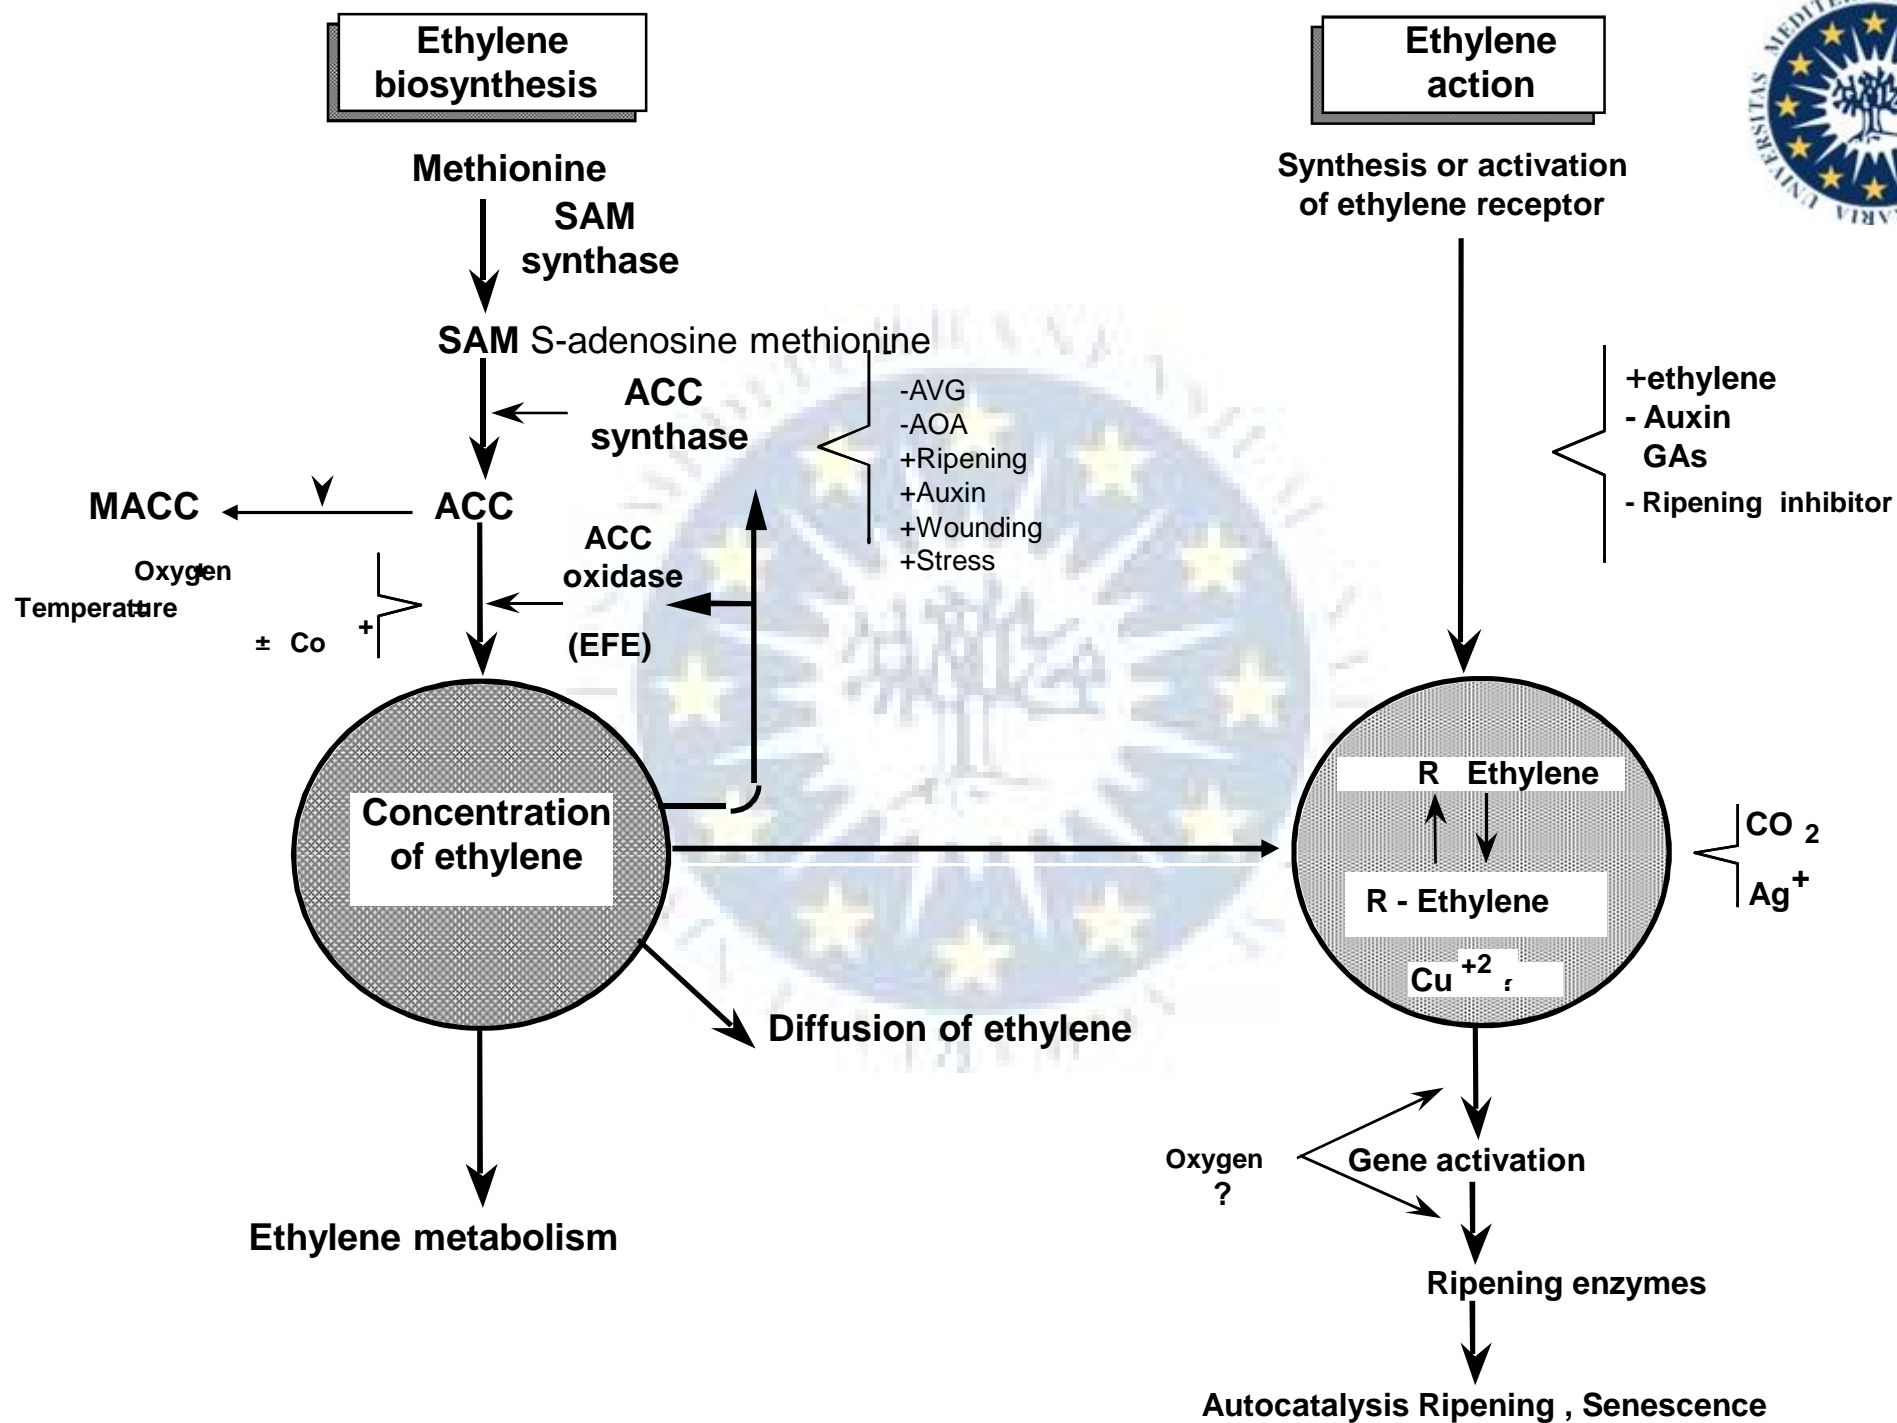 Ethylene
biosynthesis
Methionine
SAM
synthase
SAM S-adenosine methionine
ACC
synthase
-AVG
-AOA
+Ripening
+Auxin
+Wounding
+Stress
MACC
ACC
ACC
oxidase
(EFE)
Oxygen
Temperature
± Co +
Concentration
of ethylene
Diffusion of ethylene
Ethylene metabolism
Ethylene
action
Synthesis or activation
of ethylene receptor
+ethylene
- Auxin
GAs
- Ripening inhibitor
R Ethylene
R - Ethylene
Cu +2
CO 2
Ag+
Oxygen
?
Gene activation
Ripening enzymes
Autocatalysis Ripening , Senescence
UNIVERSITAS